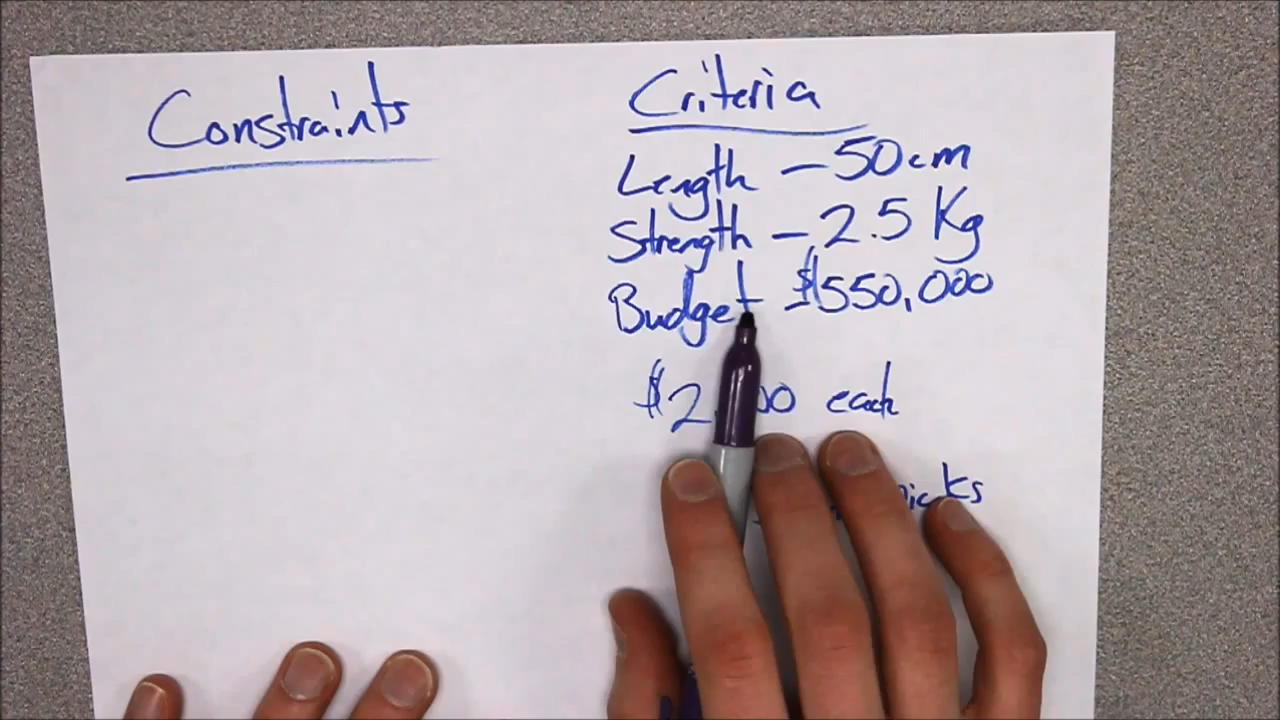 Constraints
Criteria
Length - 50cm
Strength - 2.5 Kg
Budget $550,000
each